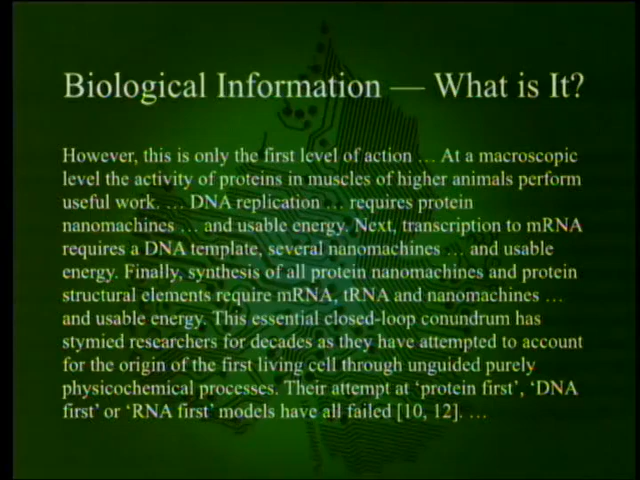 Biological Information — What is It?
However, this is only the first level of action … At a macroscopic
level the activity of proteins in muscles of higher animals perform
useful work. … DNA replication … requires protein
nanomachines … and usable energy. Next, transcription to mRNA
requires a DNA template, several nanomachines … and usable
energy. Finally, synthesis of all protein nanomachines and protein
structural elements require mRNA, tRNA and nanomachines …
and usable energy. This essential closed-loop conundrum has
stymied researchers for decades as they have attempted to account
for the origin of the first living cell through unguided purely
physicochemical processes. Their attempt at ‘protein first’, ‘DNA
first’ or ‘RNA first’ models have all failed [10, 12]. …